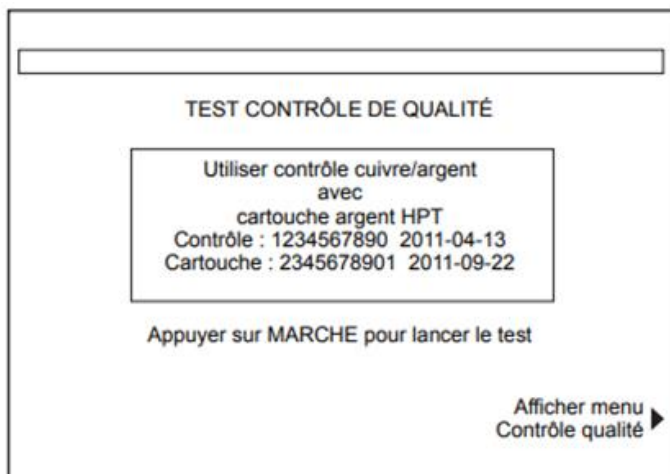 TEST CONTRÔLE DE QUALITÉ
Utiliser contrôle cuivre/argent
avec
cartouche argent HPT
Contrôle : 1234567890 2011-04-13
Cartouche : 2345678901 2011-09-22
Appuyer sur MARCHE pour lancer le test
Afficher menu
Contrôle qualité